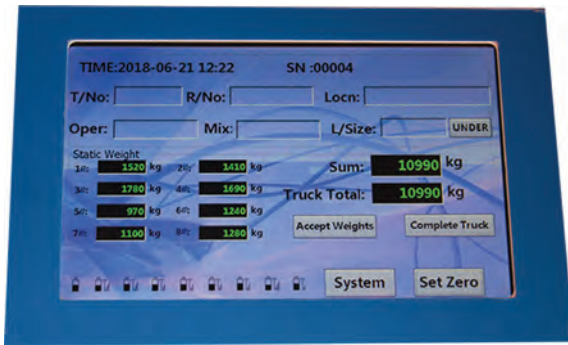 TIME:2018-06-21 12:22 SN :00004
T/No: R/No: Locn:
Oper: Mix: L/Size: UNDER
Static Weight
1#: 1520 kg 2#: 1410 kg Sum: 10990 kg
3#: 1780 kg 4#: 1690 kg Truck Total: 10990 kg
5#: 970 kg 6#: 1240 kg Accept Weights Complete Truck
7#: 1100 kg 8#: 1280 kg
System Set Zero